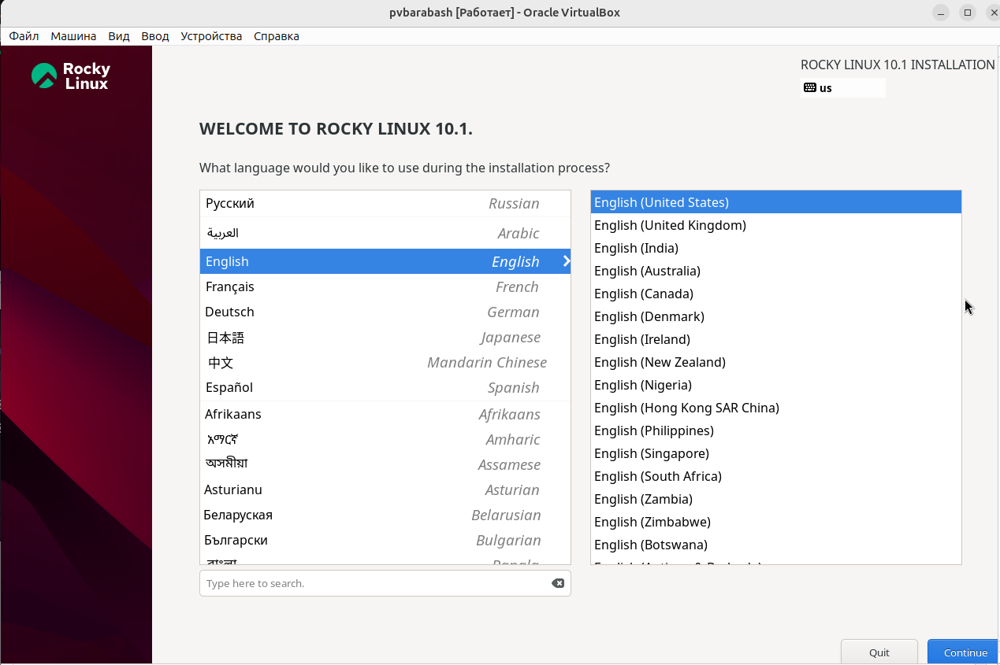 pvbarabash [Работает] - Oracle VirtualBox
Файл Машина Вид Ввод Устройства Справка
Rocky
Linux
ROCKY LINUX 10.1 INSTALLATION
us
WELCOME TO ROCKY LINUX 10.1.
What language would you like to use during the installation process?
Русский Russian
العربية Arabic
English English
Français French
Deutsch German
日本語 Japanese
中文 Mandarin Chinese
Español Spanish
Afrikaans Afrikaans
አማርኛ Amharic
অসমীয়া Assamese
Asturianu Asturian
Беларуская Belarusian
Български Bulgarian
বাংলা Bangla
English (United States)
English (United Kingdom)
English (India)
English (Australia)
English (Canada)
English (Denmark)
English (Ireland)
English (New Zealand)
English (Nigeria)
English (Hong Kong SAR China)
English (Philippines)
English (Singapore)
English (South Africa)
English (Zambia)
English (Zimbabwe)
English (Botswana)
English (Antigua & Barbuda)
Type here to search.
Quit Continue